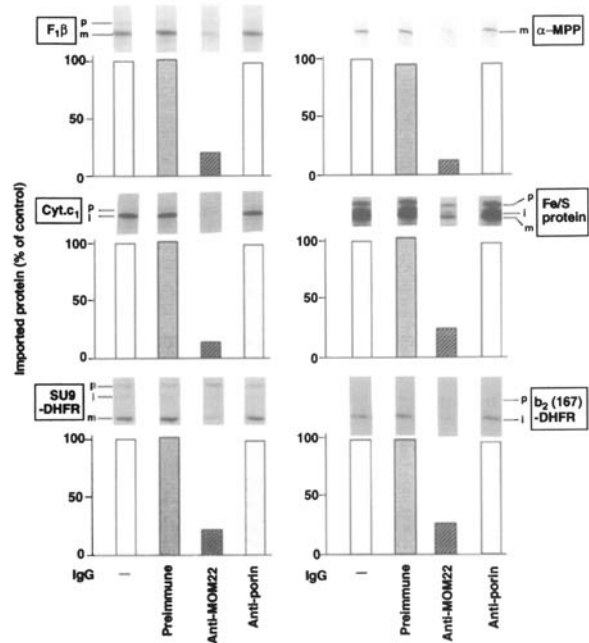 p
m
F₁β
100
50
0
m
α–MPP
100
50
0
Imported protein (% of control)
Cyt.c₁
p
i
100
50
0
p
i
m
Fe/S
protein
100
50
0
SU9
-DHFR
p
i
m
100
50
0
p
i
b₂ (167)
-DHFR
100
50
0
IgG
—
Preimmune
Anti-MOM22
Anti-porin
—
Preimmune
Anti-MOM22
Anti-porin